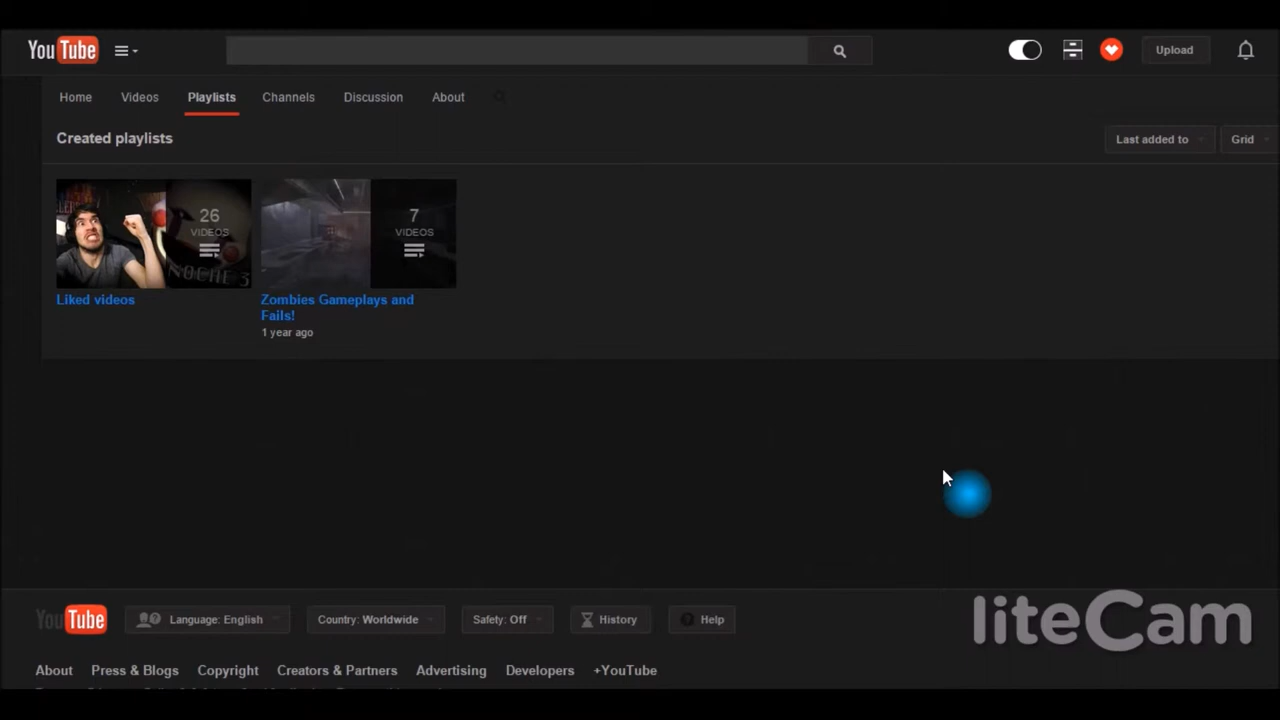 YouTube
Upload
Home Videos Playlists Channels Discussion About
Created playlists
Last added to Grid
26
VIDEOS
NOCHE 3
7
VIDEOS
Liked videos
Zombies Gameplays and
Fails!
1 year ago
liteCam
YouTube Language: English Country: Worldwide Safety: Off History Help
About Press & Blogs Copyright Creators & Partners Advertising Developers +YouTube